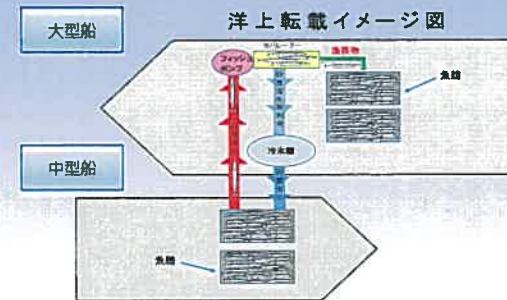 洋上転載イメージ図
大型船
セパレーター
フィッシュ
ポンプ
漁獲物
魚艙
冷水機
中型船
魚艙